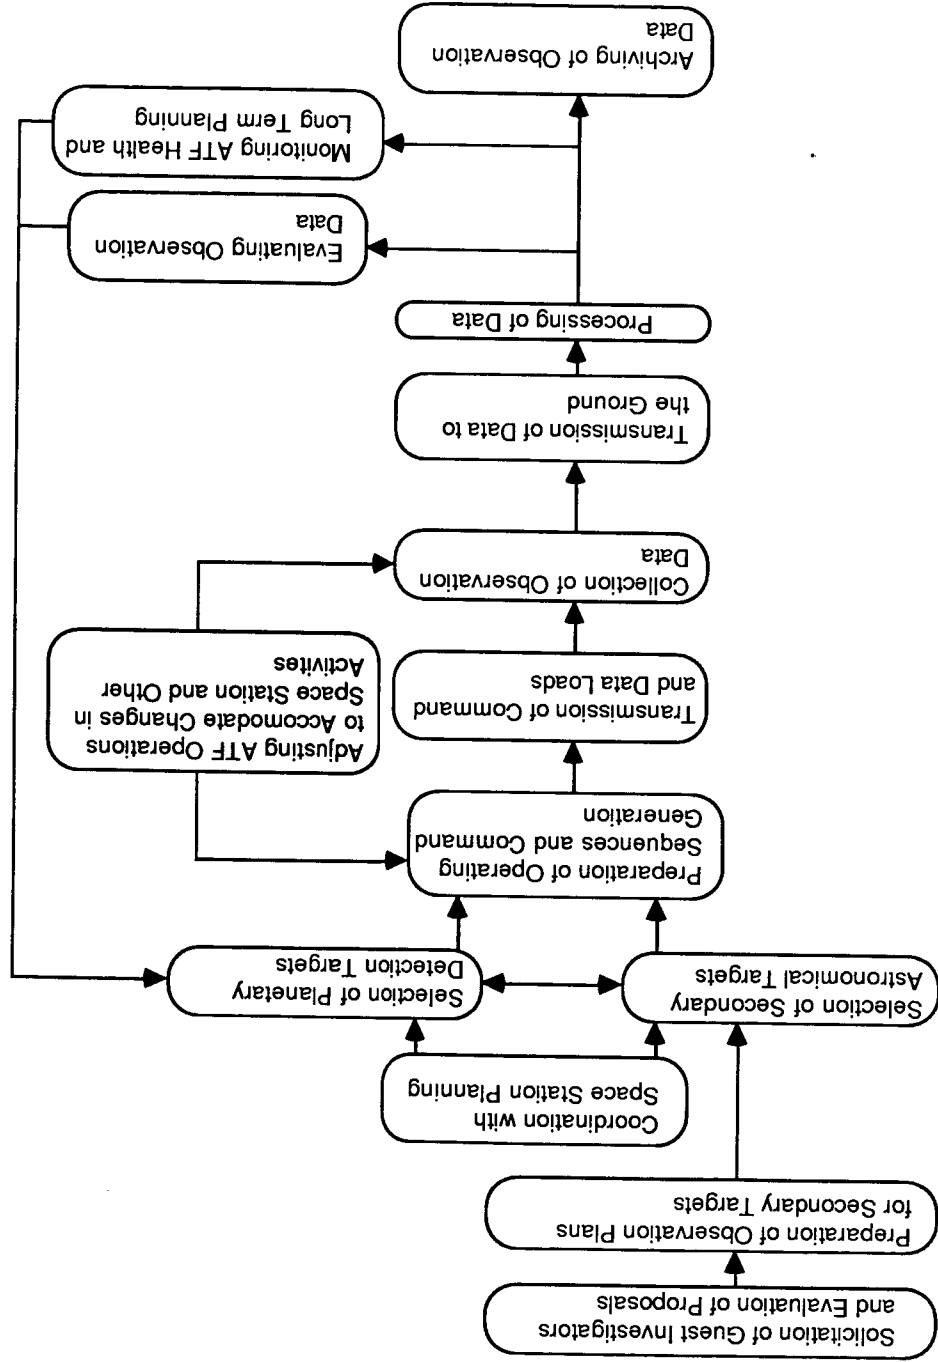 Solicitation of Guest Investigators
and Evaluation of Proposals
Preparation of Observation Plans
for Secondary Targets
Coordination with
Space Station Planning
Selection of Secondary
Astronomical Targets
Selection of Planetary
Detection Targets
Preparation of Operating
Sequences and Command
Generation
Adjusting ATF Operations
to Accomodate Changes in
Space Station and Other
Activites
Transmission of Command
and Data Loads
Collection of Observation
Data
Transmission of Data to
the Ground
Processing of Data
Evaluating Observation
Data
Monitoring ATF Health and
Long Term Planning
Archiving of Observation
Data